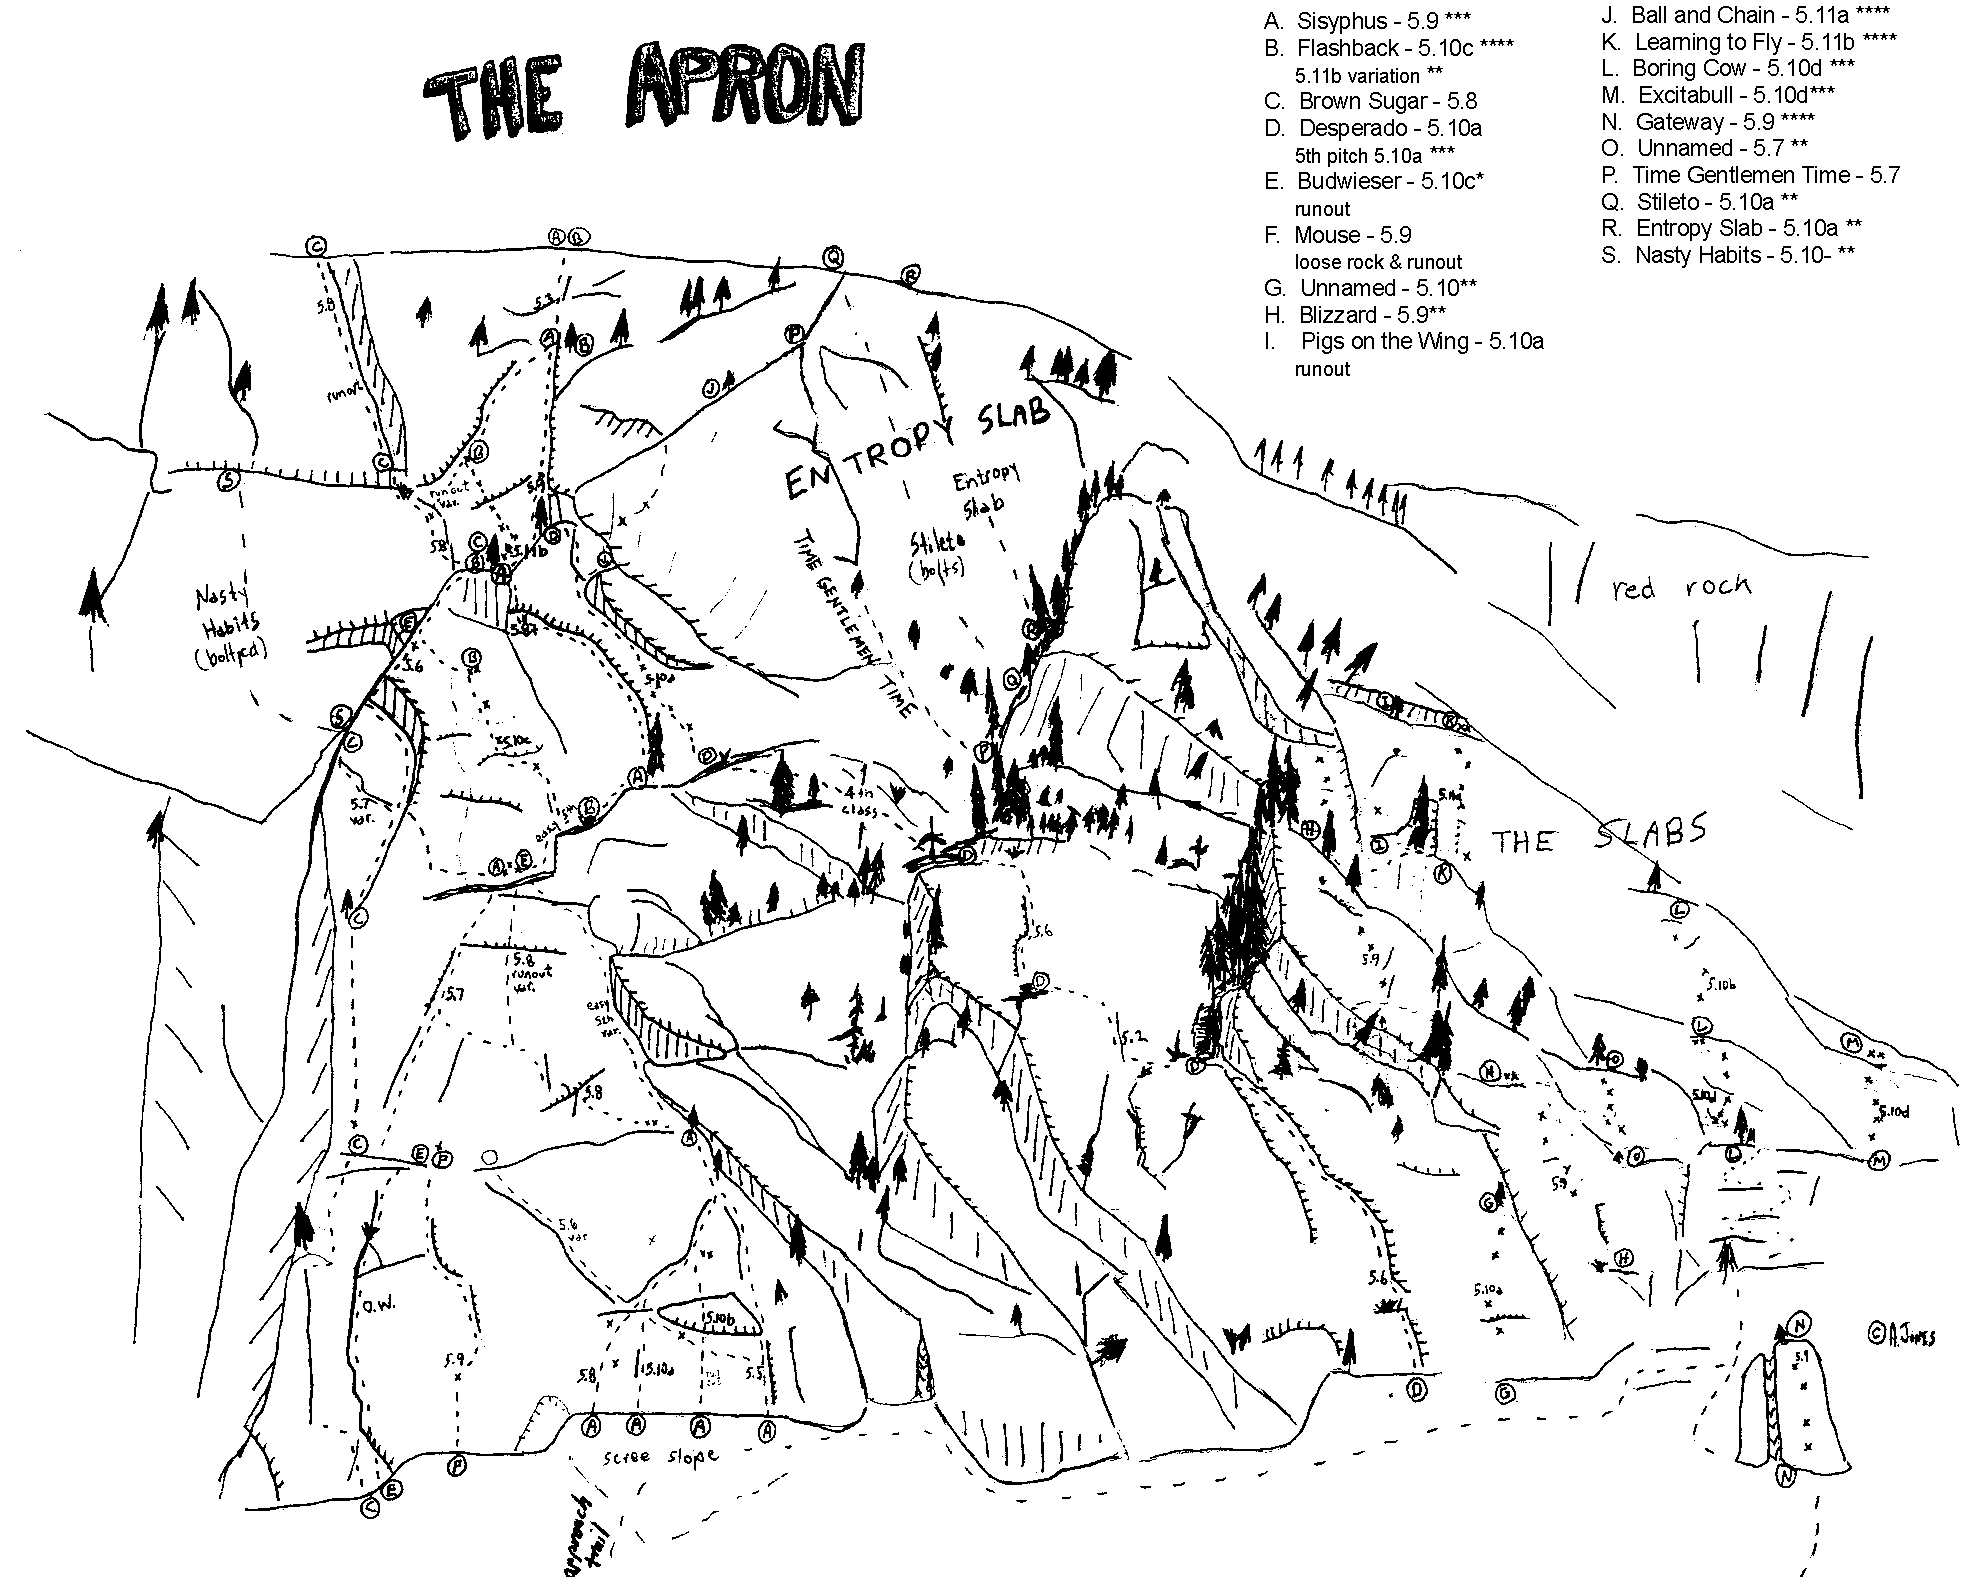 THE APRON
A. Sisyphus - 5.9 ***
B. Flashback - 5.10c ****
5.11b variation **
C. Brown Sugar - 5.8
D. Desperado - 5.10a
5th pitch 5.10a ***
E. Budwieser - 5.10c*
runout
F. Mouse - 5.9
loose rock & runout
G. Unnamed - 5.10**
H. Blizzard - 5.9**
I. Pigs on the Wing - 5.10a
runout
J. Ball and Chain - 5.11a ****
K. Learning to Fly - 5.11b ****
L. Boring Cow - 5.10d ***
M. Excitabull - 5.10d***
N. Gateway - 5.9 ****
O. Unnamed - 5.7 **
P. Time Gentlemen Time - 5.7
Q. Stileto - 5.10a **
R. Entropy Slab - 5.10a **
S. Nasty Habits - 5.10- **
C
A B
Q
R
5.8
5.3
A
B
P
J
runout
ENTROPY SLAB
C
B
S
runout
var.
Entropy
Slab
Stileto
(bolts)
TIME GENTLEMEN TIME
5.8
C
B
A
5.11b
D
red rock
Nasty
Habits
(bolted)
E
5.6
B
R
Q
5.10a
S
C
5.10c
P
D
A
B
5.7
var.
easy 5th
4th
class
H
I
K
THE SLABS
A E
D
C
L
5.8
runout
var.
5.7
5.6
5.9
D
easy
5th
var.
5.10b
L
M
5.2
D
O
H
5.10d
5.10d
5.8
A
C
E F
O
L
M
5.9
G
5.6
var
H
O.W.
5.6
5.10a
5.10b
N
©A.Jones
5.9
5.8
5.10a
5.5
5.9
D
G
A
A
A
A
scree slope
F
N
E
C
approach
trail